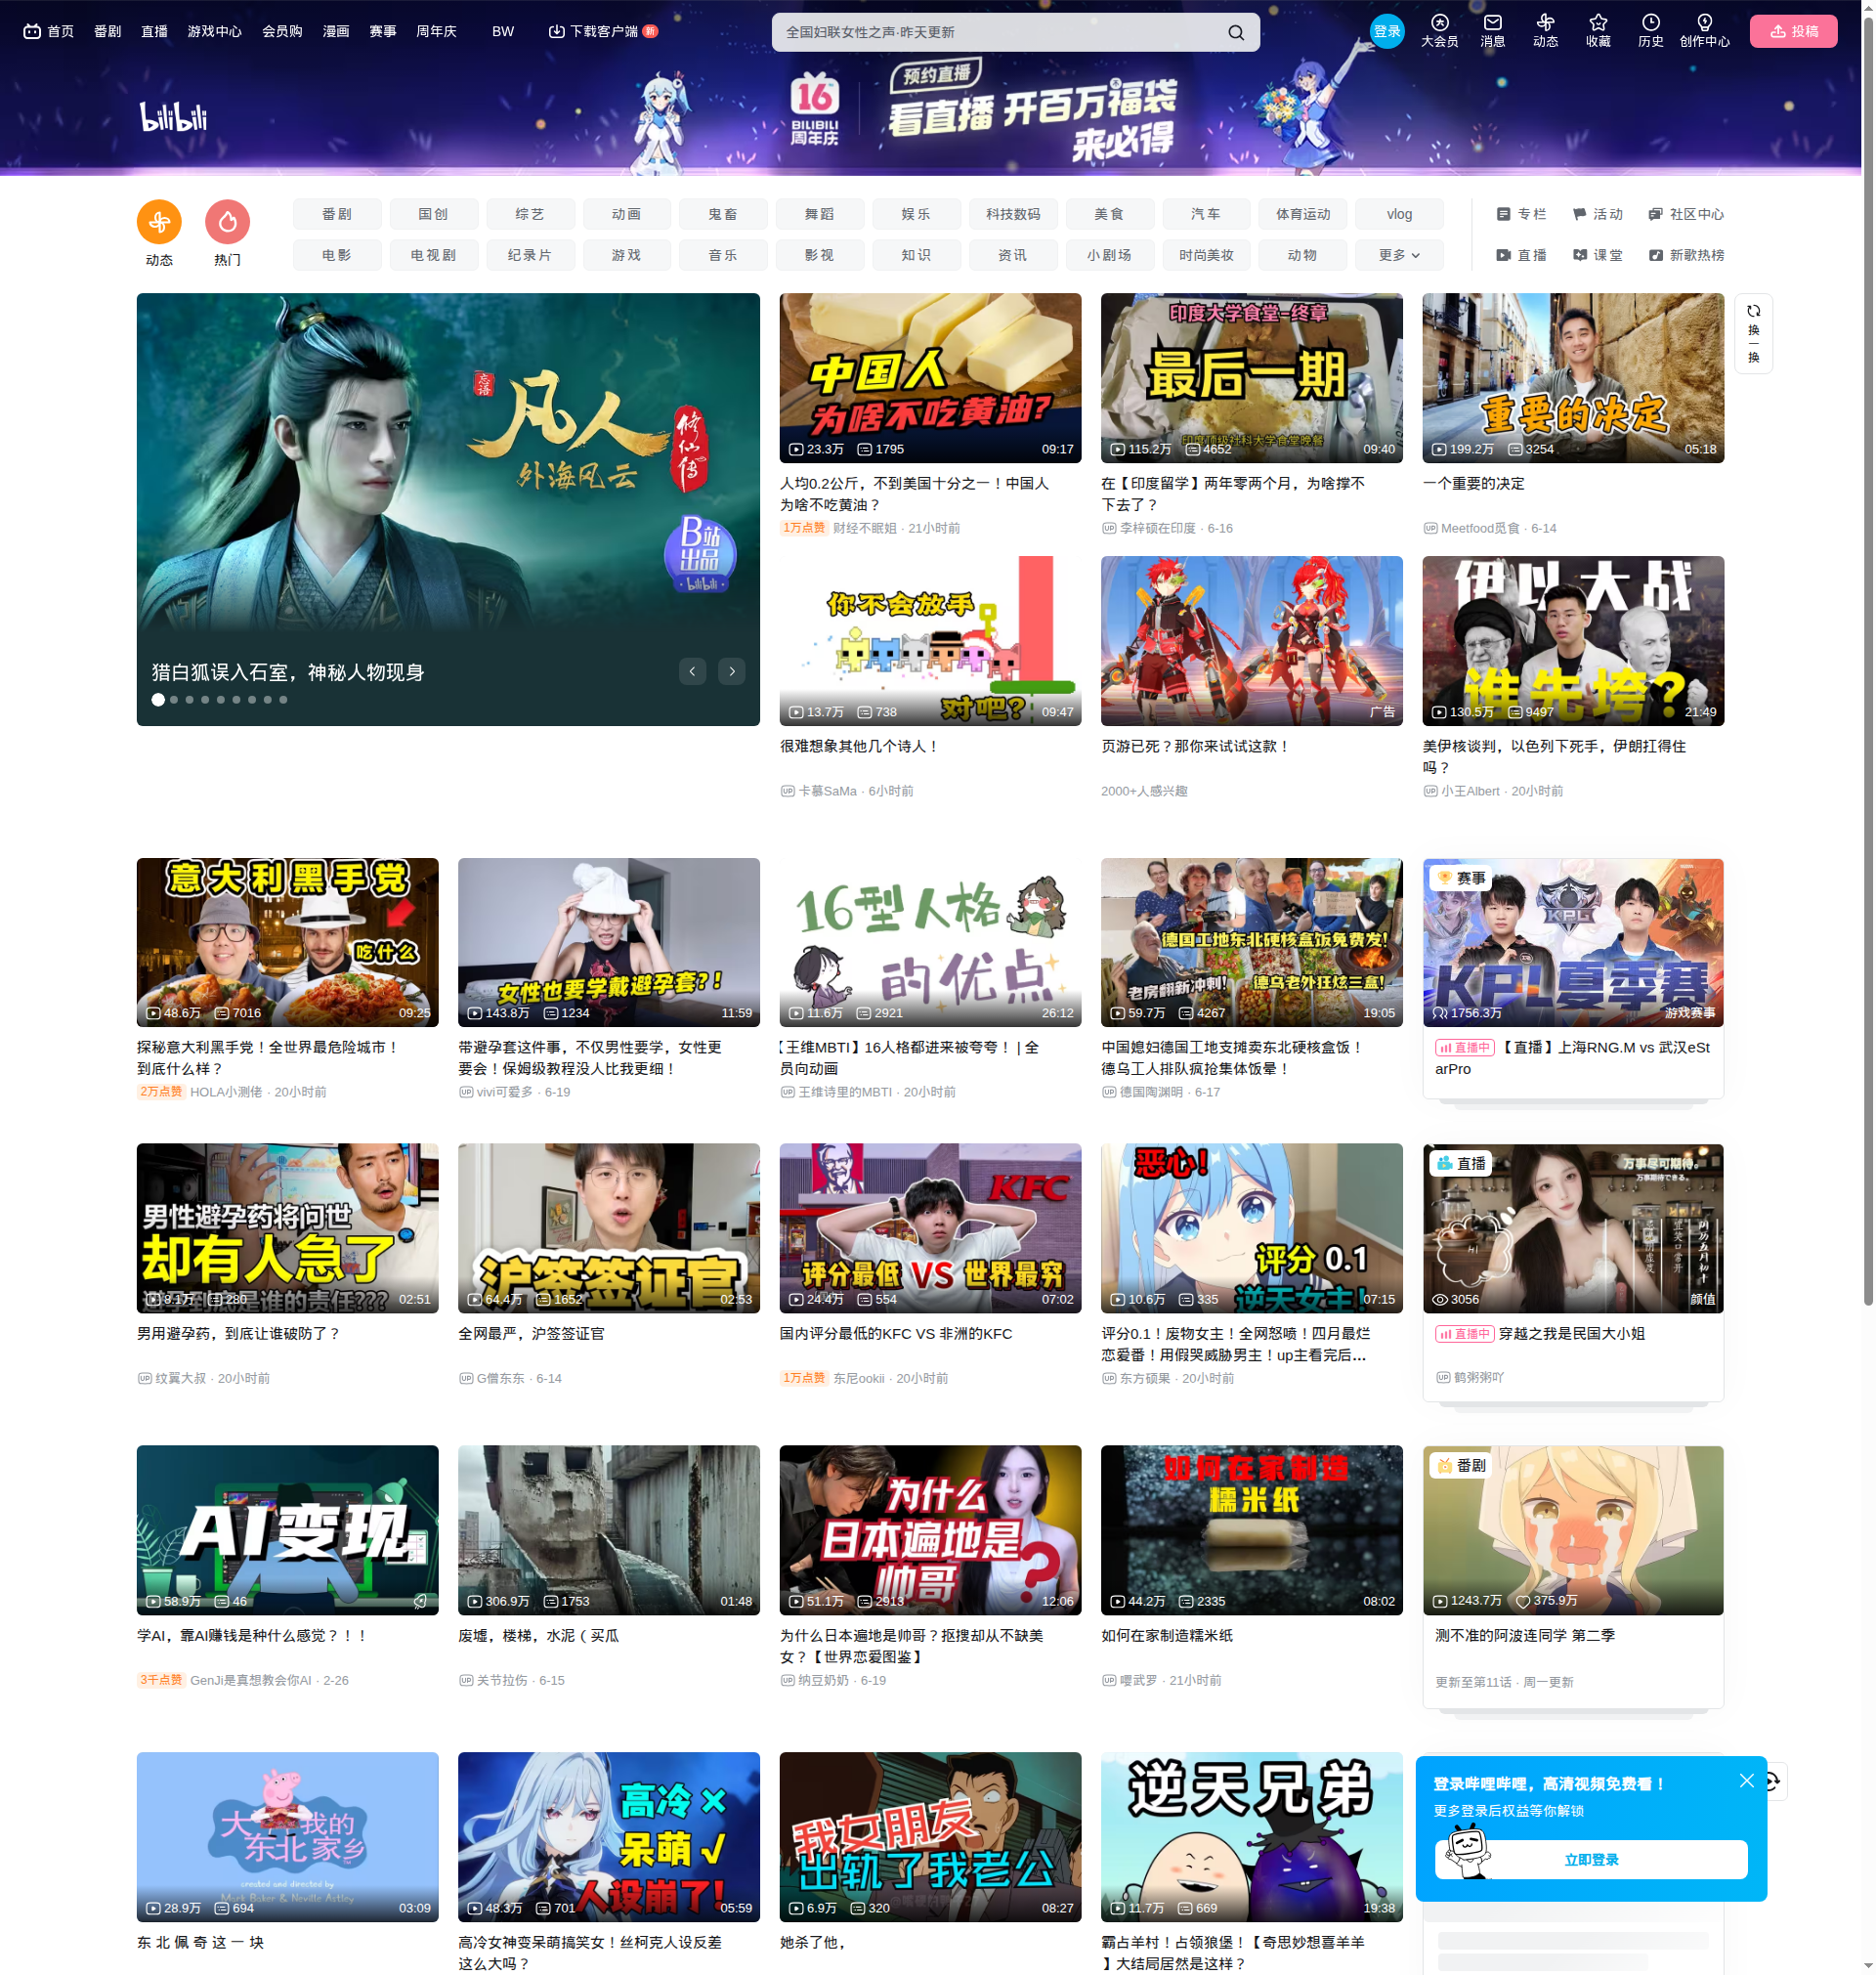 首页 番剧 直播 游戏中心 会员购 漫画 赛事 周年庆 BW 下载客户端 新
全国妇联女性之声·昨天更新
登录 大会员 消息 动态 收藏 历史 创作中心 投稿
bilibili
16
BILIBILI
周年庆
预约直播
看直播 开百万福袋
来必得
动态 热门
番剧 国创 综艺 动画 鬼畜 舞蹈 娱乐 科技数码 美食 汽车 体育运动 vlog
专栏 活动 社区中心
电影 电视剧 纪录片 游戏 音乐 影视 知识 资讯 小剧场 时尚美妆 动物 更多
直播 课堂 新歌热榜
忘语
凡人
修仙传
外海风云
B站
出品
bilibili
猎白狐误入石室，神秘人物现身
中国人
为啥不吃黄油?
23.3万 1795 09:17
人均0.2公斤，不到美国十分之一！中国人
为啥不吃黄油？
1万点赞 财经不眠姐 · 21小时前
印度大学食堂-终章
最后一期
印度顶级社科大学食堂晚餐
115.2万 4652 09:40
在【印度留学】两年零两个月，为啥撑不
下去了？
李梓硕在印度 · 6-16
重要的决定
199.2万 3254 05:18
一个重要的决定
Meetfood觅食 · 6-14
换一换
你不会放手
对吧?
13.7万 738 09:47
很难想象其他几个诗人！
卡慕SaMa · 6小时前
广告
页游已死？那你来试试这款！
2000+人感兴趣
伊以大战
谁先垮?
130.5万 9497 21:49
美伊核谈判，以色列下死手，伊朗扛得住
吗？
小王Albert · 20小时前
意大利黑手党
吃什么
48.6万 7016 09:25
探秘意大利黑手党！全世界最危险城市！
到底什么样？
2万点赞 HOLA小测佬 · 20小时前
女性也要学戴避孕套?!
143.8万 1234 11:59
带避孕套这件事，不仅男性要学，女性更
要会！保姆级教程没人比我更细！
vivi可爱多 · 6-19
16型人格
的优点
11.6万 2921 26:12
【王维MBTI】16人格都进来被夸夸！ | 全
员向动画
王维诗里的MBTI · 20小时前
德国工地东北硬核盒饭免费发!
老房翻新冲刺!
德乌老外狂炫三盒!
59.7万 4267 19:05
中国媳妇德国工地支摊卖东北硬核盒饭！
德乌工人排队疯抢集体饭晕！
德国陶渊明 · 6-17
赛事
KPL
KPL夏季赛
1756.3万 游戏赛事
直播中 【直播】上海RNG.M vs 武汉eSt
arPro
男性避孕药将问世
却有人急了
谁的责任???
8.1万 280 02:51
男用避孕药，到底让谁破防了？
纹翼大叔 · 20小时前
沪签签证官
64.4万 1652 02:53
全网最严，沪签签证官
G僧东东 · 6-14
KFC
评分最低 VS 世界最穷
24.4万 554 07:02
国内评分最低的KFC VS 非洲的KFC
1万点赞 东尼ookii · 20小时前
恶心!
评分 0.1
逆天女主!
10.6万 335 07:15
评分0.1！废物女主！全网怒喷！四月最烂
恋爱番！用假哭威胁男主！up主看完后...
东方硕果 · 20小时前
直播
万事尽可期待。
3056 颜值
直播中 穿越之我是民国大小姐
鹤粥粥吖
AI变现
58.9万 46
学AI，靠AI赚钱是种什么感觉？！！
3千点赞 GenJi是真想教会你AI · 2-26
306.9万 1753 01:48
废墟，楼梯，水泥（买瓜
关节拉伤 · 6-15
为什么
日本遍地是
帅哥?
51.1万 2913 12:06
为什么日本遍地是帅哥？抠搜却从不缺美
女？【世界恋爱图鉴】
纳豆奶奶 · 6-19
如何在家制造
糯米纸
44.2万 2335 08:02
如何在家制造糯米纸
嘤武罗 · 21小时前
番剧
1243.7万 375.9万
测不准的阿波连同学 第二季
更新至第11话 · 周一更新
我的
东北家乡
created and directed by
Mark Baker & Neville Astley
28.9万 694 03:09
东 北 佩 奇 这 一 块
高冷 ×
呆萌 √
人设崩了!
48.3万 701 05:59
高冷女神变呆萌搞笑女！丝柯克人设反差
这么大吗？
我女朋友
出轨了我老公
6.9万 320 08:27
她杀了他，
逆天兄弟
11.7万 669 19:38
霸占羊村！占领狼堡！【奇思妙想喜羊羊
】大结局居然是这样？
登录哔哩哔哩，高清视频免费看！
更多登录后权益等你解锁
立即登录